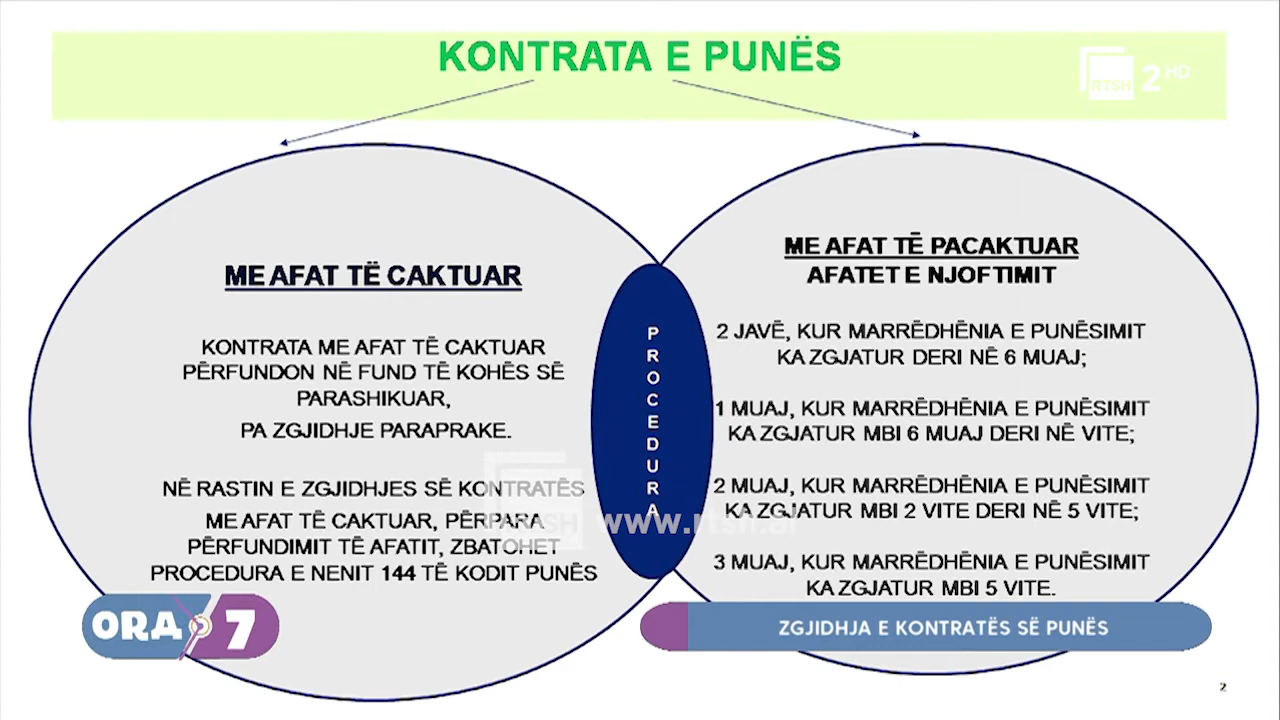 KONTRATA E PUNËS
RTSH 2 HD
ME AFAT TË CAKTUAR
KONTRATA ME AFAT TË CAKTUAR
PËRFUNDON NË FUND TË KOHËS SË
PARASHIKUAR,
PA ZGJIDHJE PARAPRAKE.
NË RASTIN E ZGJIDHJES SË KONTRATËS
ME AFAT TË CAKTUAR, PËRPARA
PËRFUNDIMIT TË AFATIT, ZBATOHET
PROCEDURA E NENIT 144 TË KODIT PUNËS
PROCEDURA
ME AFAT TË PACAKTUAR
AFATET E NJOFTIMIT
2 JAVË, KUR MARRËDHËNIA E PUNËSIMIT
KA ZGJATUR DERI NË 6 MUAJ;
1 MUAJ, KUR MARRËDHËNIA E PUNËSIMIT
KA ZGJATUR MBI 6 MUAJ DERI NË VITE;
2 MUAJ, KUR MARRËDHËNIA E PUNËSIMIT
KA ZGJATUR MBI 2 VITE DERI NË 5 VITE;
3 MUAJ, KUR MARRËDHËNIA E PUNËSIMIT
KA ZGJATUR MBI 5 VITE.
RTSH www.rtsh.al
ORA 7
ZGJIDHJA E KONTRATËS SË PUNËS
2